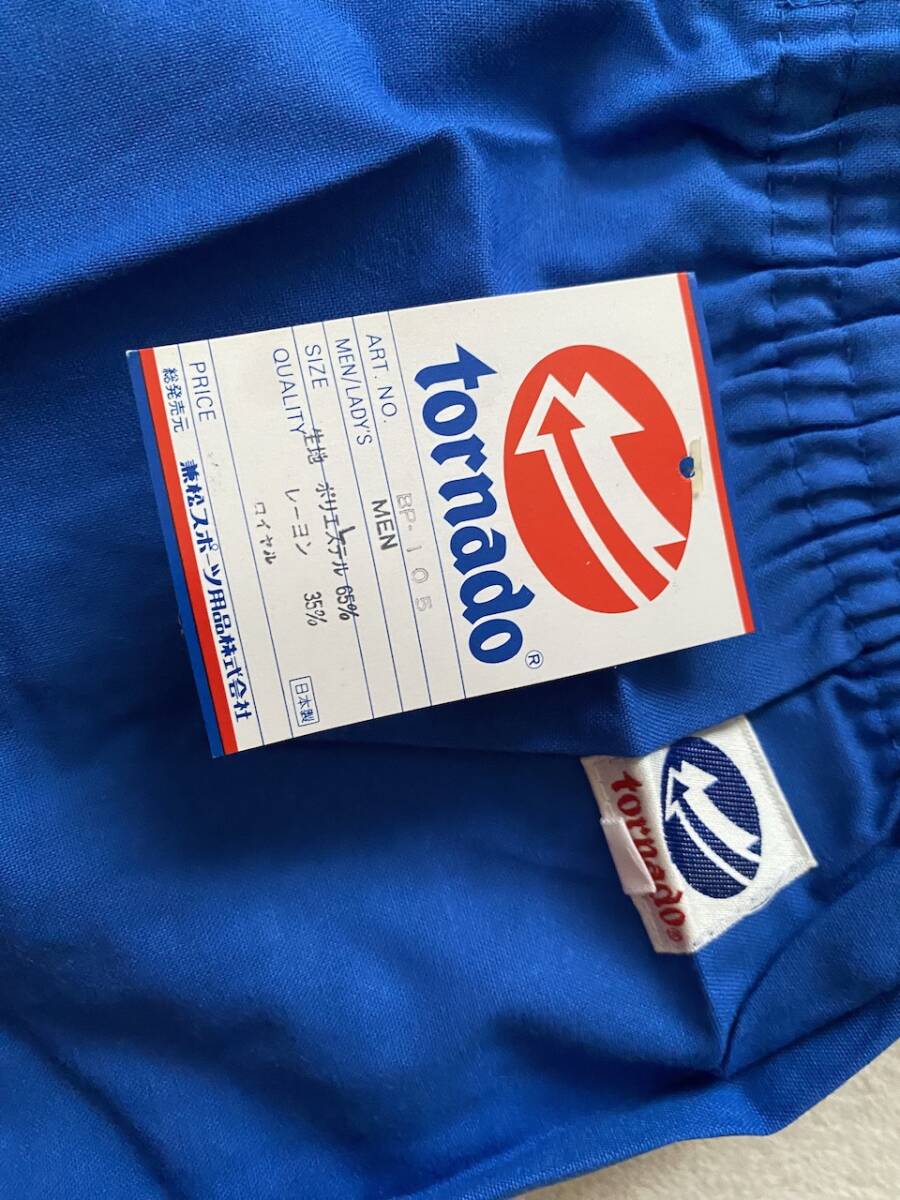 tornado®
ART. NO. BP-105
MEN/LADY'S MEN
SIZE L
QUALITY 生地 ポリエステル 65%
レーヨン 35%
ロイヤル
日本製
PRICE
総発売元 兼松スポーツ用品株式会社
tornado®